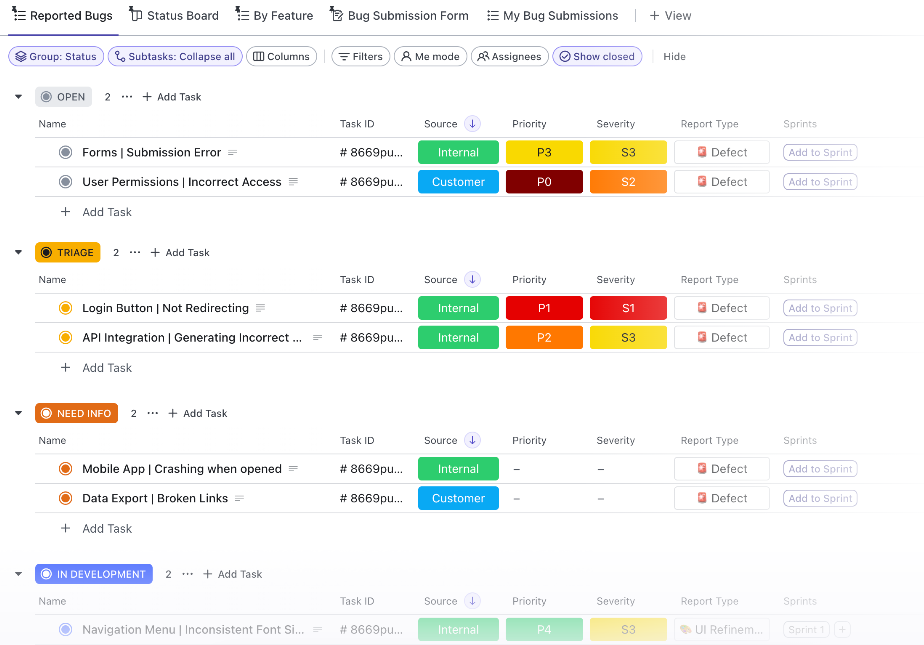 Reported Bugs Status Board By Feature Bug Submission Form My Bug Submissions + View
Group: Status Subtasks: Collapse all Columns Filters Me mode Assignees Show closed Hide
OPEN 2 ... + Add Task
Name Task ID Source ↓ Priority Severity Report Type Sprints
Forms | Submission Error # 8669pu... Internal P3 S3 Defect Add to Sprint
User Permissions | Incorrect Access # 8669pu... Customer P0 S2 Defect Add to Sprint
+ Add Task
TRIAGE 2 ... + Add Task
Name Task ID Source ↓ Priority Severity Report Type Sprints
Login Button | Not Redirecting # 8669pu... Internal P1 S1 Defect Add to Sprint
API Integration | Generating Incorrect ... # 8669pu... Internal P2 S3 Defect Add to Sprint
+ Add Task
NEED INFO 2 ... + Add Task
Name Task ID Source ↓ Priority Severity Report Type Sprints
Mobile App | Crashing when opened # 8669pu... Internal – – Defect Add to Sprint
Data Export | Broken Links # 8669pu... Customer – – Defect Add to Sprint
+ Add Task
IN DEVELOPMENT 2 ... + Add Task
Name Task ID Source ↓ Priority Severity Report Type Sprints
Navigation Menu | Inconsistent Font Si... # 8669pu... Internal P4 S3 UI Refinem... Sprint 1 +